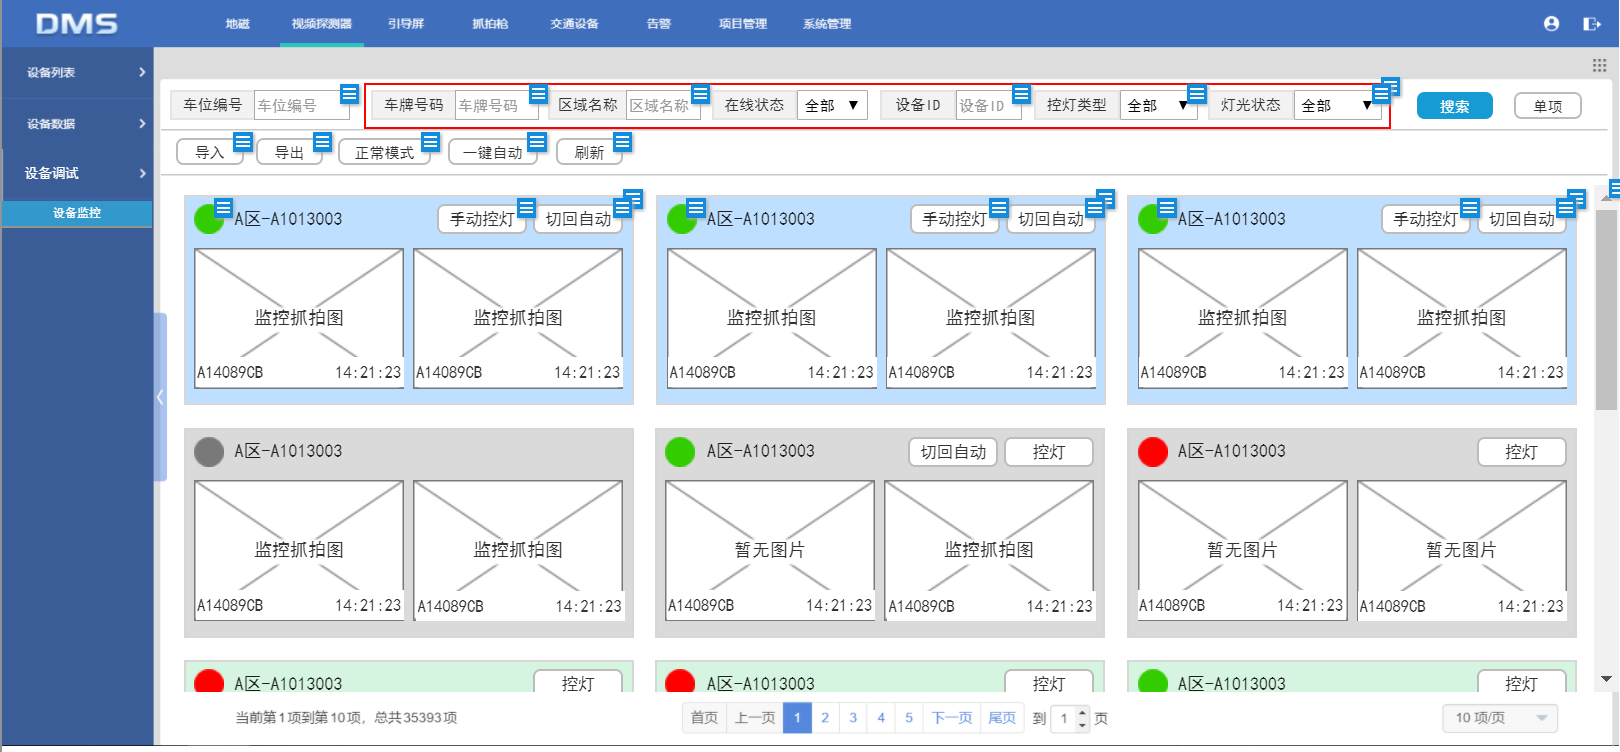 DMS 地磁 视频探测器 引导屏 抓拍枪 交通设备 告警 项目管理 系统管理
设备列表
设备数据
设备调试
设备监控
车位编号 车位编号 车牌号码 车牌号码 区域名称 区域名称 在线状态 全部 ▼ 设备ID 设备ID 控灯类型 全部 ▼ 灯光状态 全部 ▼ 搜索 单项
导入 导出 正常模式 一键自动 刷新
A区-A1013003 手动控灯 切回自动 A区-A1013003 手动控灯 切回自动 A区-A1013003 手动控灯 切回自动
监控抓拍图 监控抓拍图 监控抓拍图 监控抓拍图 监控抓拍图 监控抓拍图
A14089CB 14:21:23 A14089CB 14:21:23 A14089CB 14:21:23 A14089CB 14:21:23 A14089CB 14:21:23 A14089CB 14:21:23
A区-A1013003 A区-A1013003 切回自动 控灯 A区-A1013003 控灯
监控抓拍图 监控抓拍图 暂无图片 监控抓拍图 暂无图片 暂无图片
A14089CB 14:21:23 A14089CB 14:21:23 A14089CB 14:21:23 A14089CB 14:21:23 A14089CB 14:21:23 A14089CB 14:21:23
A区-A1013003 控灯 A区-A1013003 控灯 A区-A1013003 控灯
当前第1项到第10项，总共35393项 首页 上一页 1 2 3 4 5 下一页 尾页 到 1 页 10 项/页